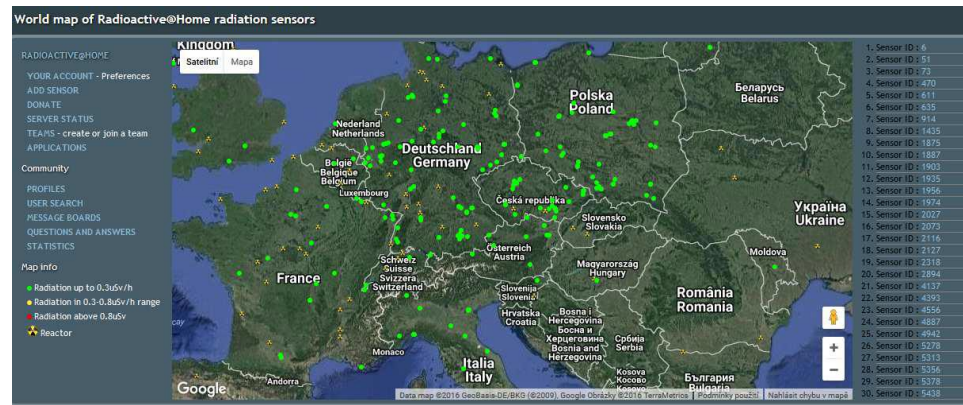 World map of Radioactive@Home radiation sensors
RADIOACTIVE@HOME
YOUR ACCOUNT - Preferences
ADD SENSOR
DONATE
SERVER STATUS
TEAMS - create or join a team
APPLICATIONS
Community
PROFILES
USER SEARCH
MESSAGE BOARDS
QUESTIONS AND ANSWERS
STATISTICS
Map info
Radiation up to 0.3uSv/h
Radiation in 0.3-0.8uSv/h range
Radiation above 0.8uSv
Reactor
Kingdom
Satelitní Mapa
Polska
Poland
Беларусь
Belarus
Nederland
Netherlands
Deutschland
Germany
België
Belgique
Belgium
Luxembourg
Česká republika
Slovensko
Slovakia
Україна
Ukraine
Österreich
Austria
Schweiz
Suisse
Svizzera
Switzerland
France
Magyarország
Hungary
Moldova
Slovenija
Slovenia
România
Romania
Hrvatska
Croatia
Bosna i
Hercegovina
Босна и
Херцеговина
Bosnia and
Herzegovina
Србија
Serbia
cay
Monaco
Italia
Italy
Kosova
Косово
Kosovo
България
Bulgaria
Andorra
Google
+
−
Data map ©2016 GeoBasis-DE/BKG (©2009), Google Obrázky ©2016 TerraMetrics
Podmínky použití
Nahlásit chybu v mapě
1. Sensor ID : 6
2. Sensor ID : 51
3. Sensor ID : 73
4. Sensor ID : 470
5. Sensor ID : 611
6. Sensor ID : 635
7. Sensor ID : 914
8. Sensor ID : 1435
9. Sensor ID : 1875
10. Sensor ID : 1887
11. Sensor ID : 1903
12. Sensor ID : 1935
13. Sensor ID : 1956
14. Sensor ID : 1974
15. Sensor ID : 2027
16. Sensor ID : 2073
17. Sensor ID : 2116
18. Sensor ID : 2127
19. Sensor ID : 2318
20. Sensor ID : 2894
21. Sensor ID : 4137
22. Sensor ID : 4393
23. Sensor ID : 4556
24. Sensor ID : 4887
25. Sensor ID : 4942
26. Sensor ID : 5278
27. Sensor ID : 5313
28. Sensor ID : 5356
29. Sensor ID : 5378
30. Sensor ID : 5438